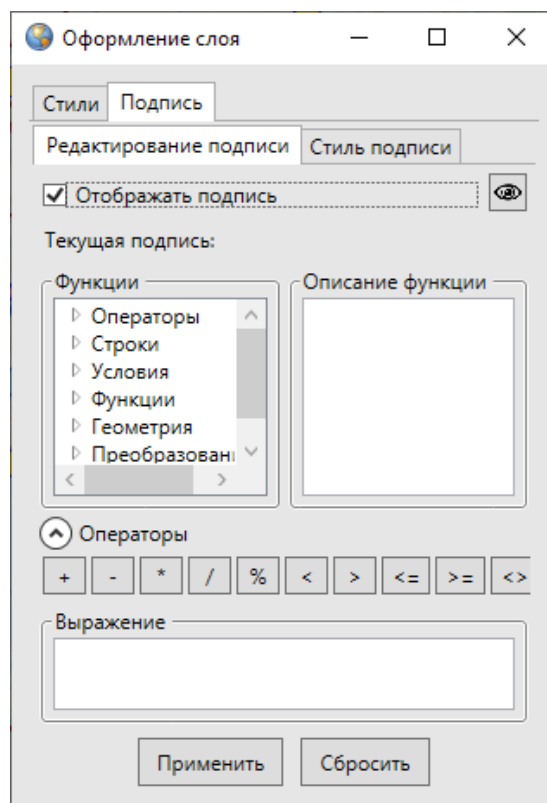 Оформление слоя
Стили Подпись
Редактирование подписи Стиль подписи
Отображать подпись
Текущая подпись:
Функции Описание функции
Операторы
Строки
Условия
Функции
Геометрия
Преобразован
Операторы
+ - * / % < > <= >= <>
Выражение
Применить Сбросить